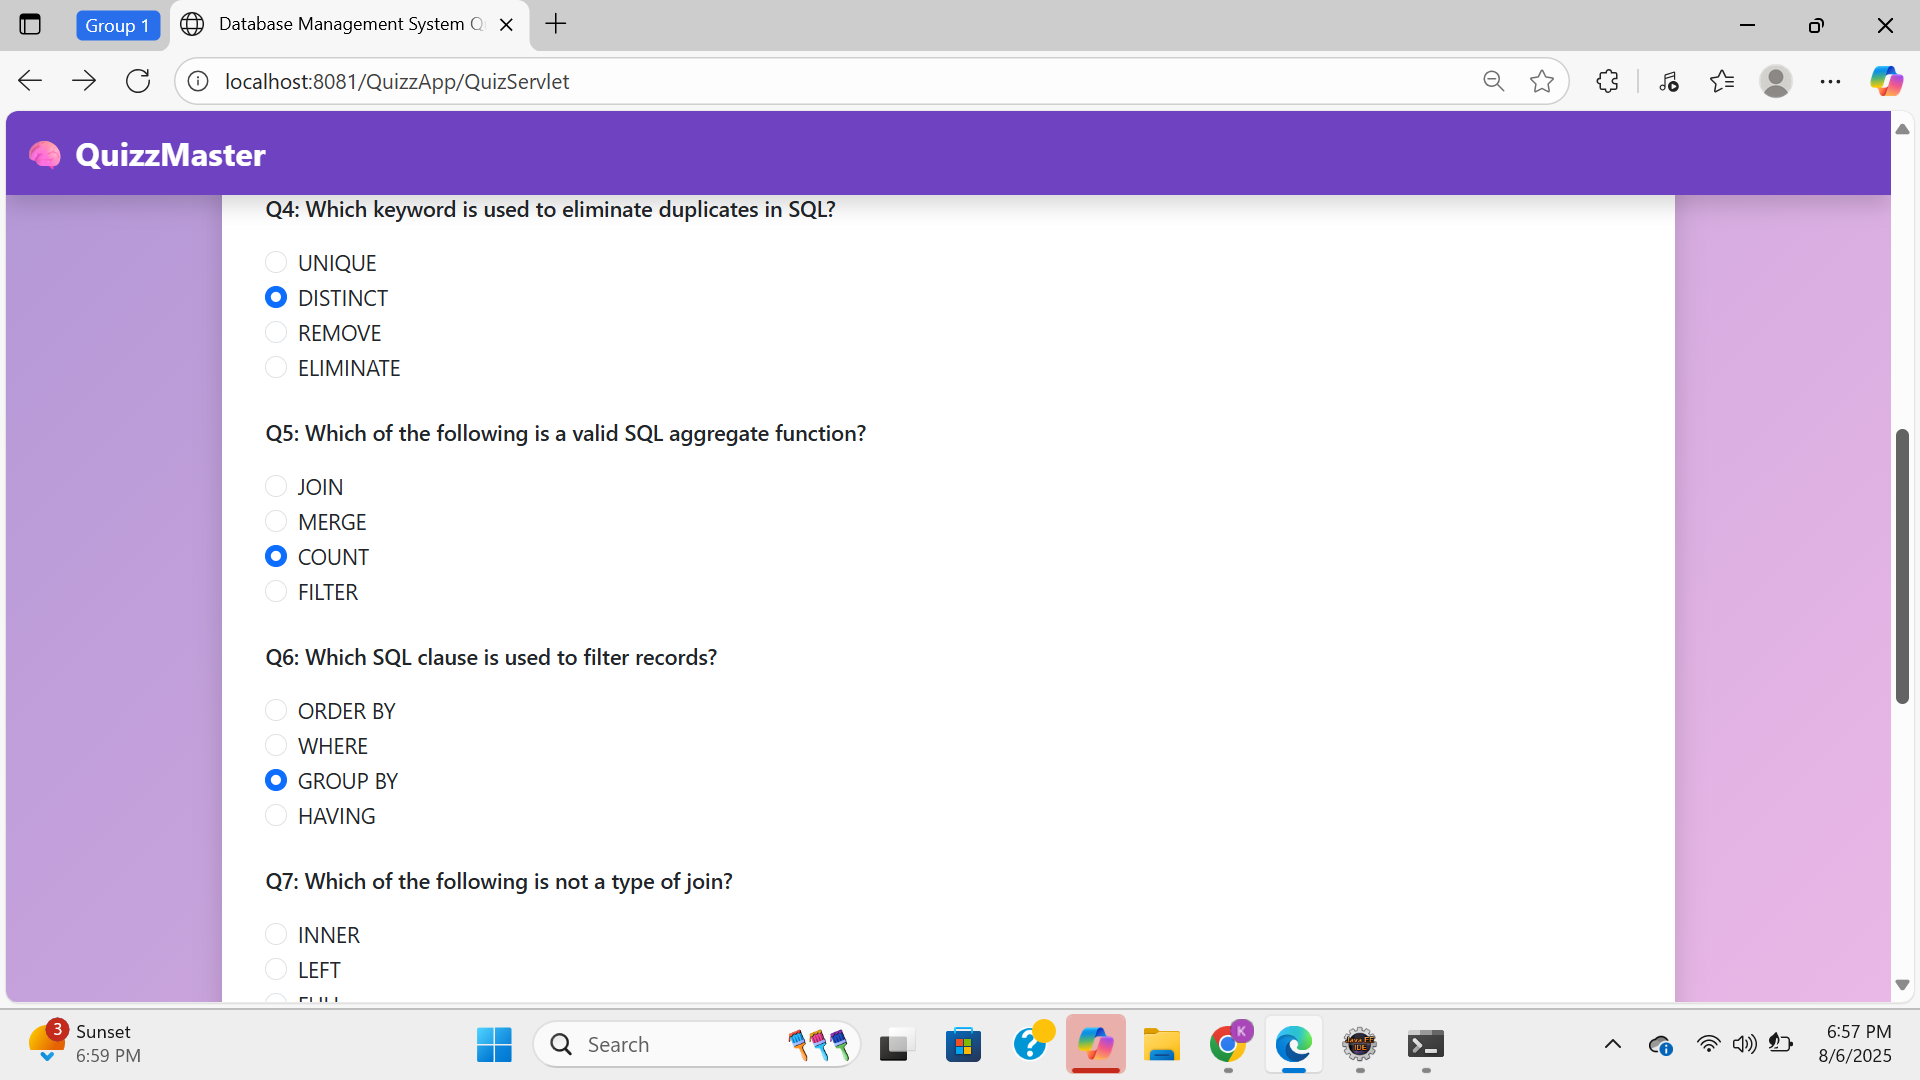 Group 1
Database Management System Q
localhost:8081/QuizzApp/QuizServlet
QuizzMaster
Q4: Which keyword is used to eliminate duplicates in SQL?
UNIQUE
DISTINCT
REMOVE
ELIMINATE
Q5: Which of the following is a valid SQL aggregate function?
JOIN
MERGE
COUNT
FILTER
Q6: Which SQL clause is used to filter records?
ORDER BY
WHERE
GROUP BY
HAVING
Q7: Which of the following is not a type of join?
INNER
LEFT
FULL
3
Sunset
6:59 PM
Search
K
Java EE
IDE
6:57 PM
8/6/2025